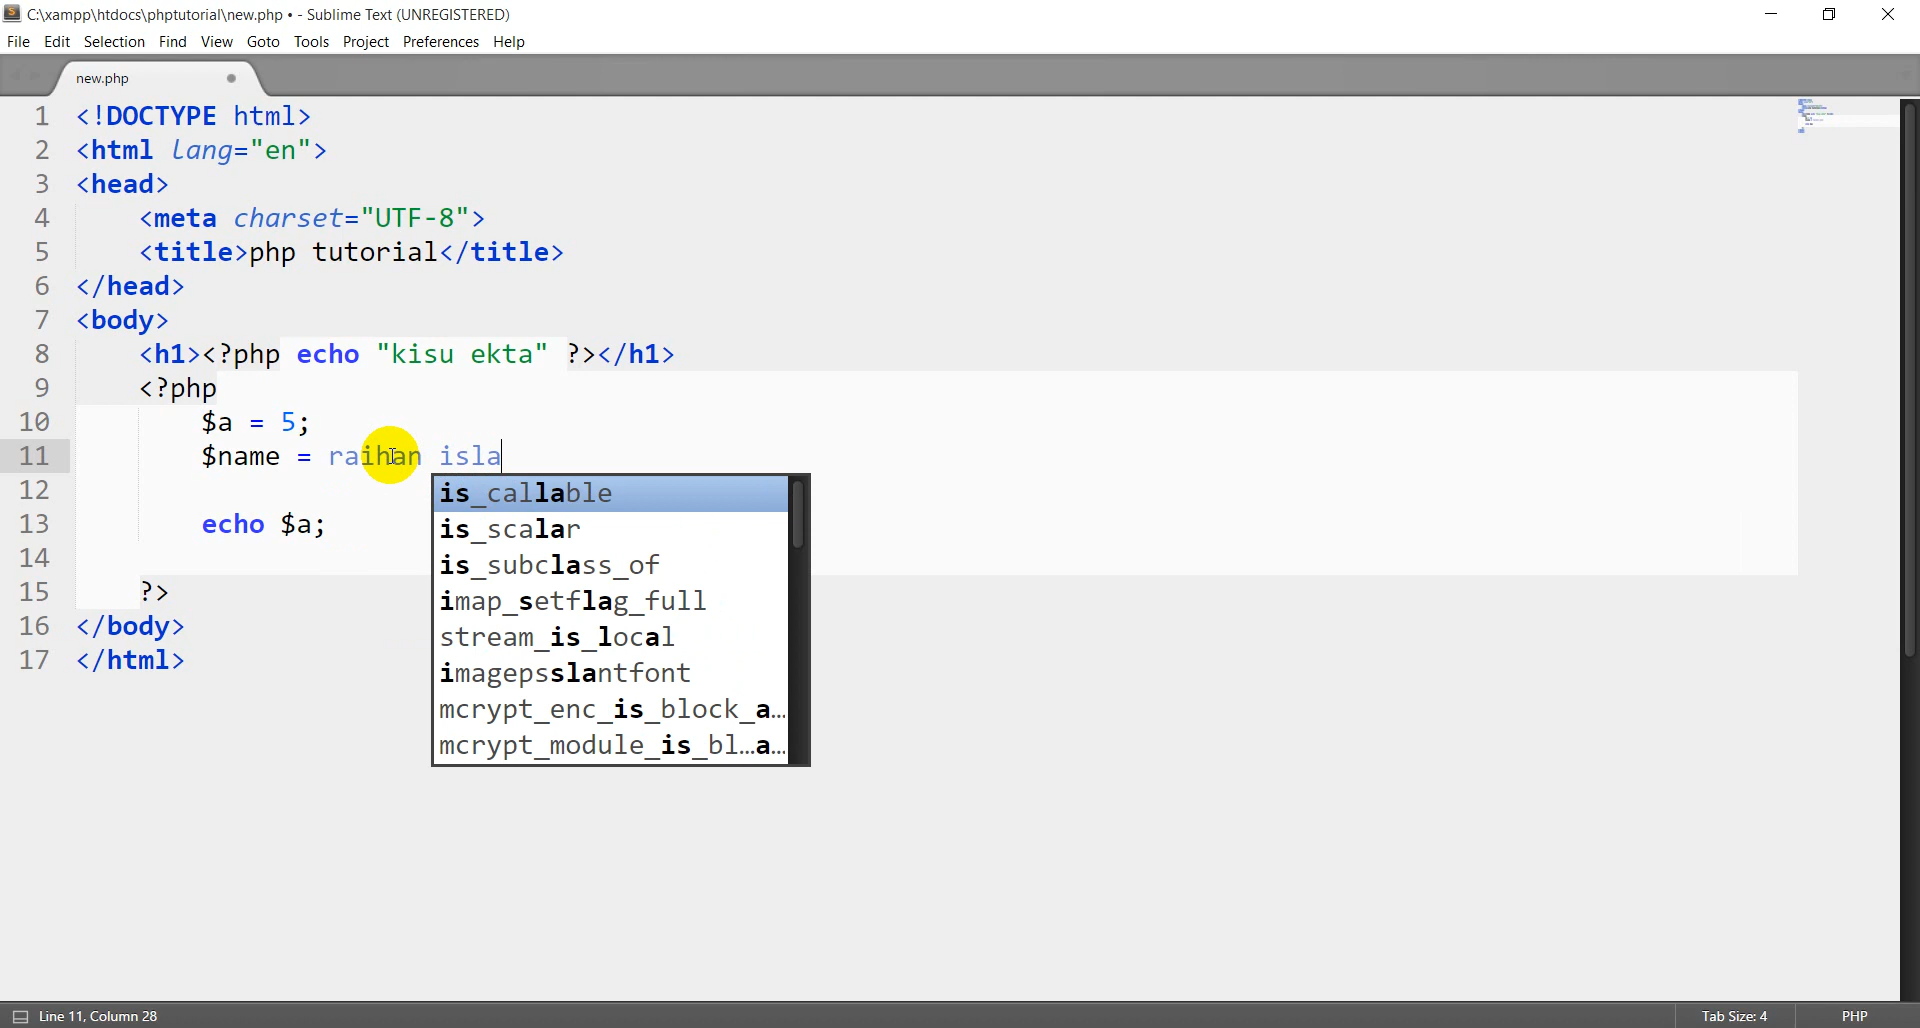 C:\xampp\htdocs\phptutorial\new.php • - Sublime Text (UNREGISTERED)
File Edit Selection Find View Goto Tools Project Preferences Help
new.php
1 <!DOCTYPE html>
2 <html lang="en">
3 <head>
4 <meta charset="UTF-8">
5 <title>php tutorial</title>
6 </head>
7 <body>
8 <h1><?php echo "kisu ekta" ?></h1>
9 <?php
10 $a = 5;
11 $name = raihan isla
is_callable
12
is_scalar
13 echo $a;
is_subclass_of
14
15 ?>
imap_setflag_full
16 </body>
stream_is_local
17 </html>
imagepsslantfont
mcrypt_enc_is_block_a…
mcrypt_module_is_bl…a…
Line 11, Column 28 Tab Size: 4 PHP